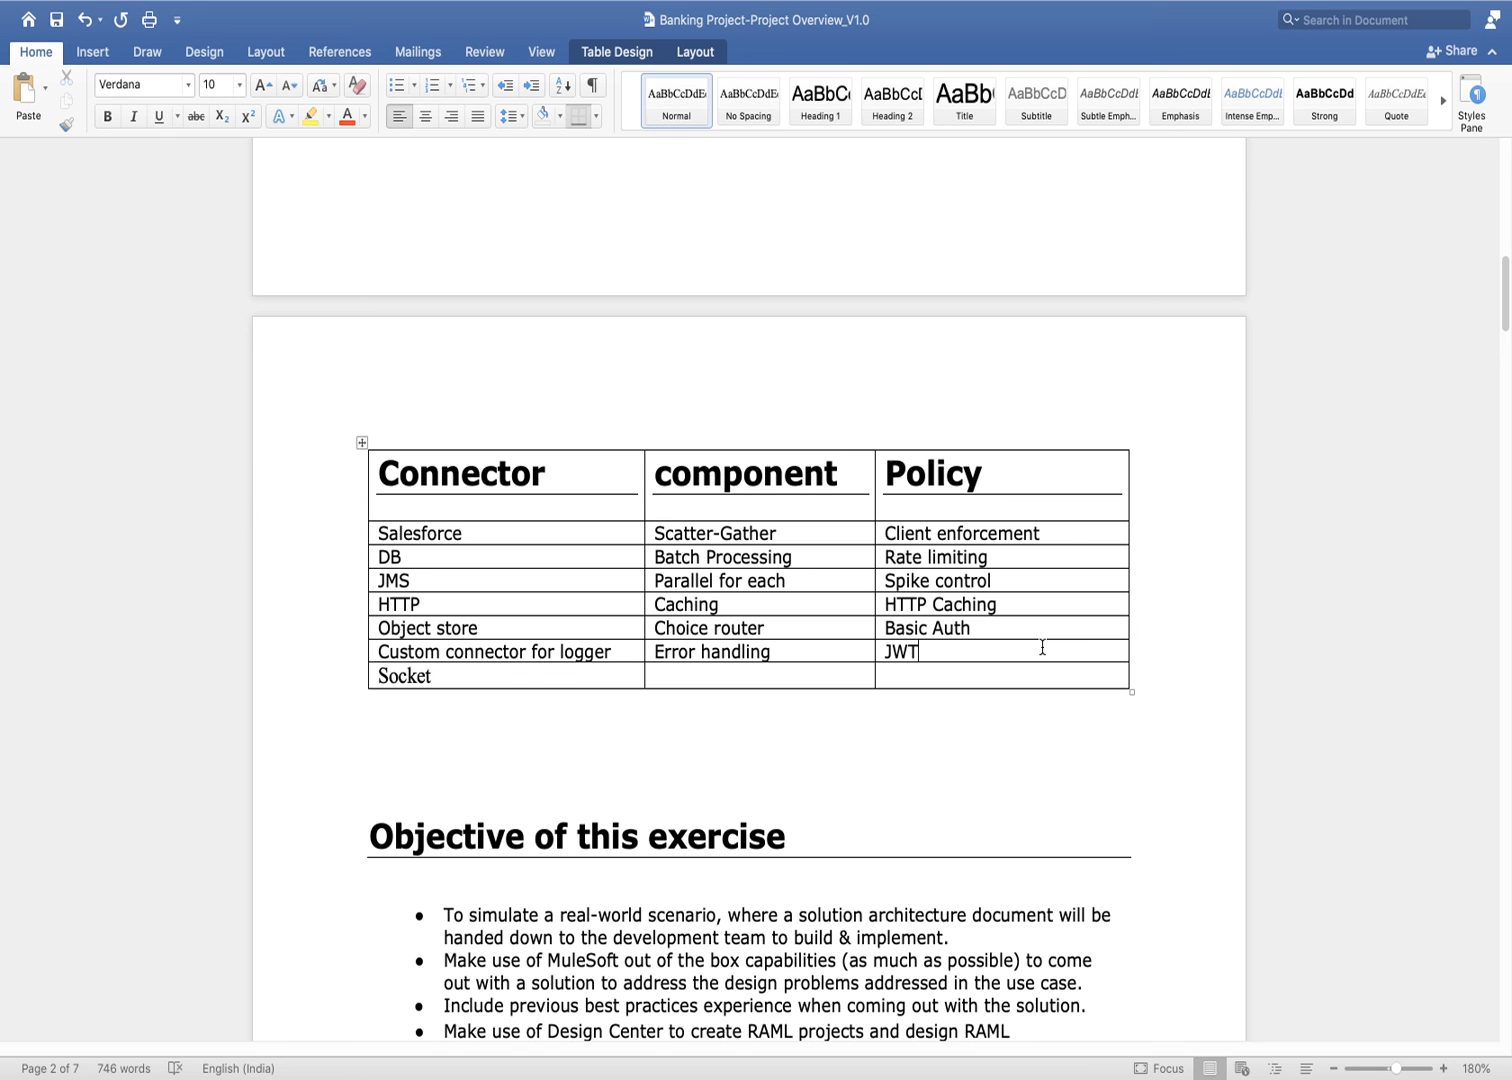 Banking Project-Project Overview_V1.0
Search in Document
Home Insert Draw Design Layout References Mailings Review View Table Design Layout
Share
Paste
Verdana 10
AaBbCcDdEe AaBbCcDdEe AaBbC AaBbCcI AaBb AaBbCcD AaBbCcDdE AaBbCcDdE AaBbCcDdE AaBbCcDd AaBbCcDdEe
Normal No Spacing Heading 1 Heading 2 Title Subtitle Subtle Emph... Emphasis Intense Emp... Strong Quote
Styles
Pane
Connector component Policy
Salesforce Scatter-Gather Client enforcement
DB Batch Processing Rate limiting
JMS Parallel for each Spike control
HTTP Caching HTTP Caching
Object store Choice router Basic Auth
Custom connector for logger Error handling JWT
Socket
Objective of this exercise
• To simulate a real-world scenario, where a solution architecture document will be
handed down to the development team to build & implement.
• Make use of MuleSoft out of the box capabilities (as much as possible) to come
out with a solution to address the design problems addressed in the use case.
• Include previous best practices experience when coming out with the solution.
• Make use of Design Center to create RAML projects and design RAML
Page 2 of 7 746 words English (India)
Focus 180%